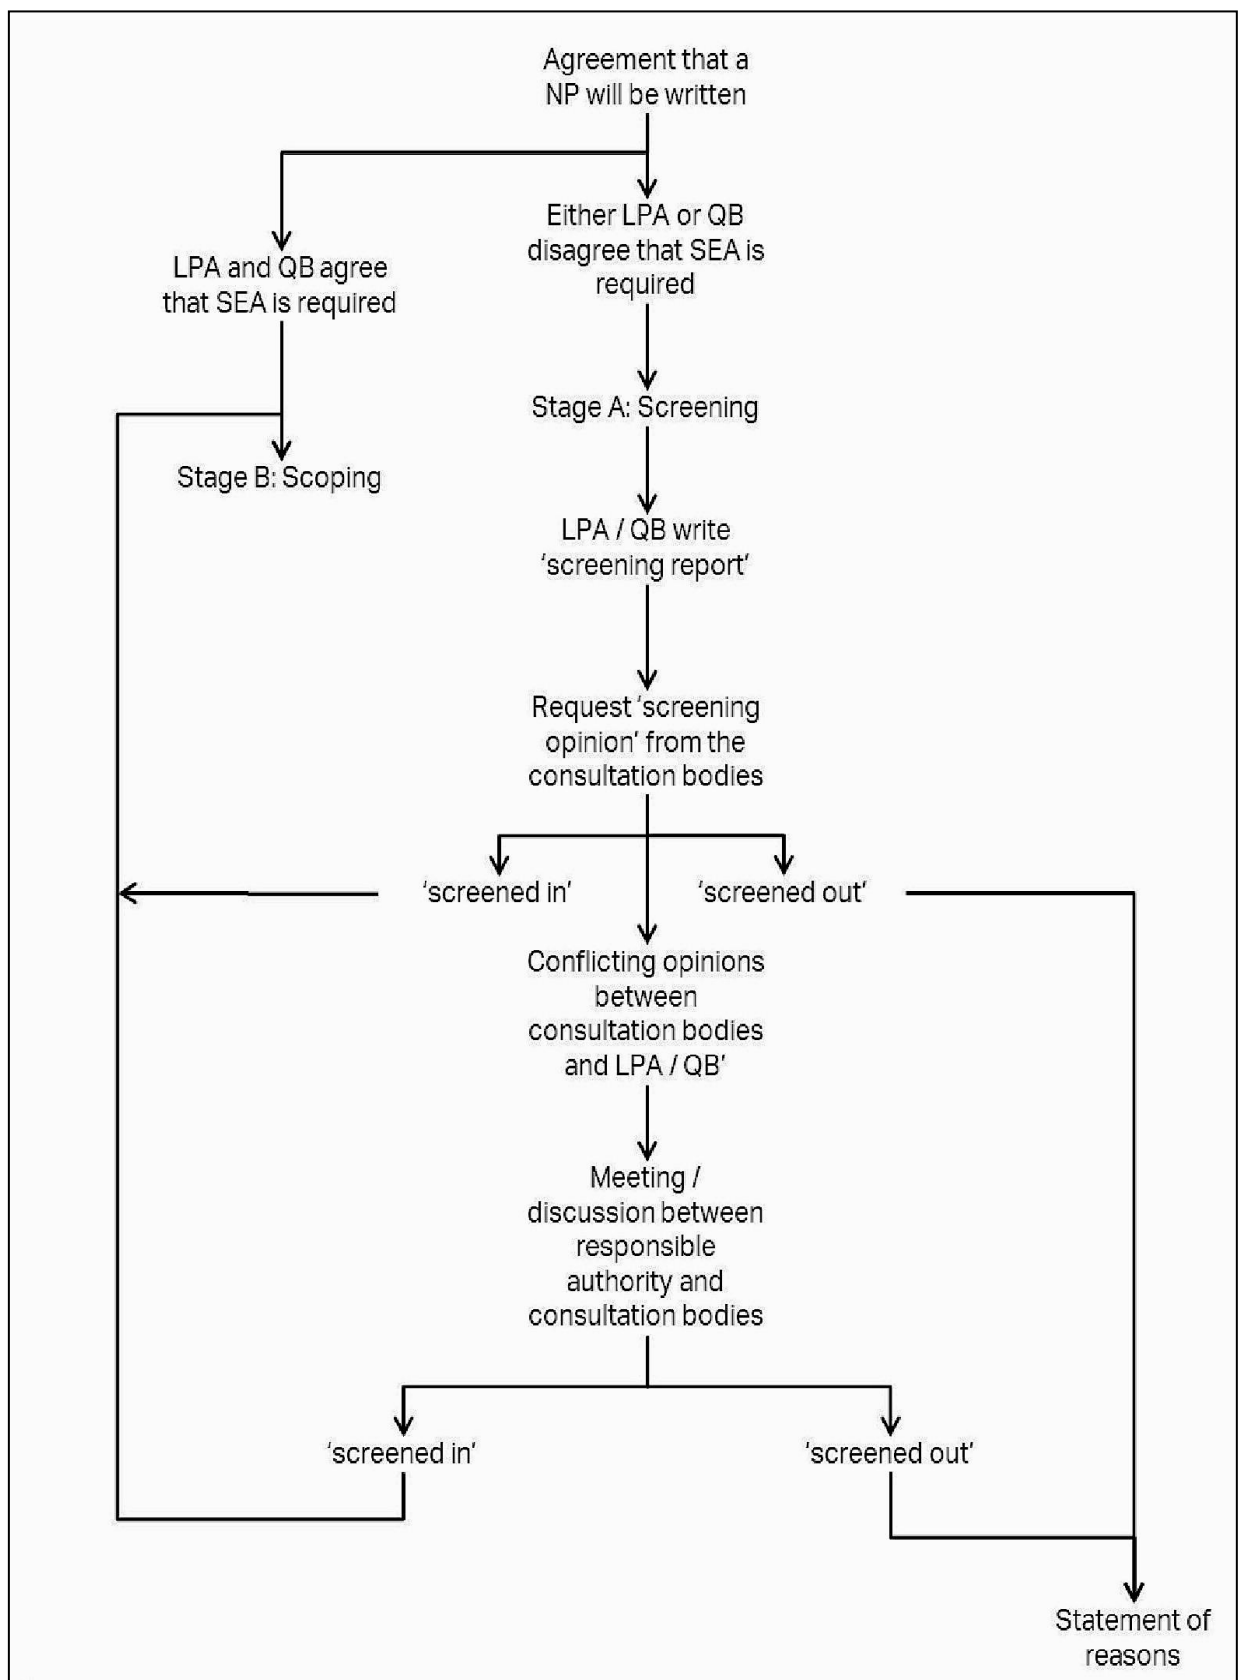 Agreement that a
NP will be written
Either LPA or QB
disagree that SEA is
required
LPA and QB agree
that SEA is required
Stage A: Screening
Stage B: Scoping
LPA / QB write
‘screening report’
Request ‘screening
opinion’ from the
consultation bodies
‘screened in’
‘screened out’
Conflicting opinions
between
consultation bodies
and LPA / QB’
Meeting /
discussion between
responsible
authority and
consultation bodies
‘screened in’
‘screened out’
Statement of
reasons